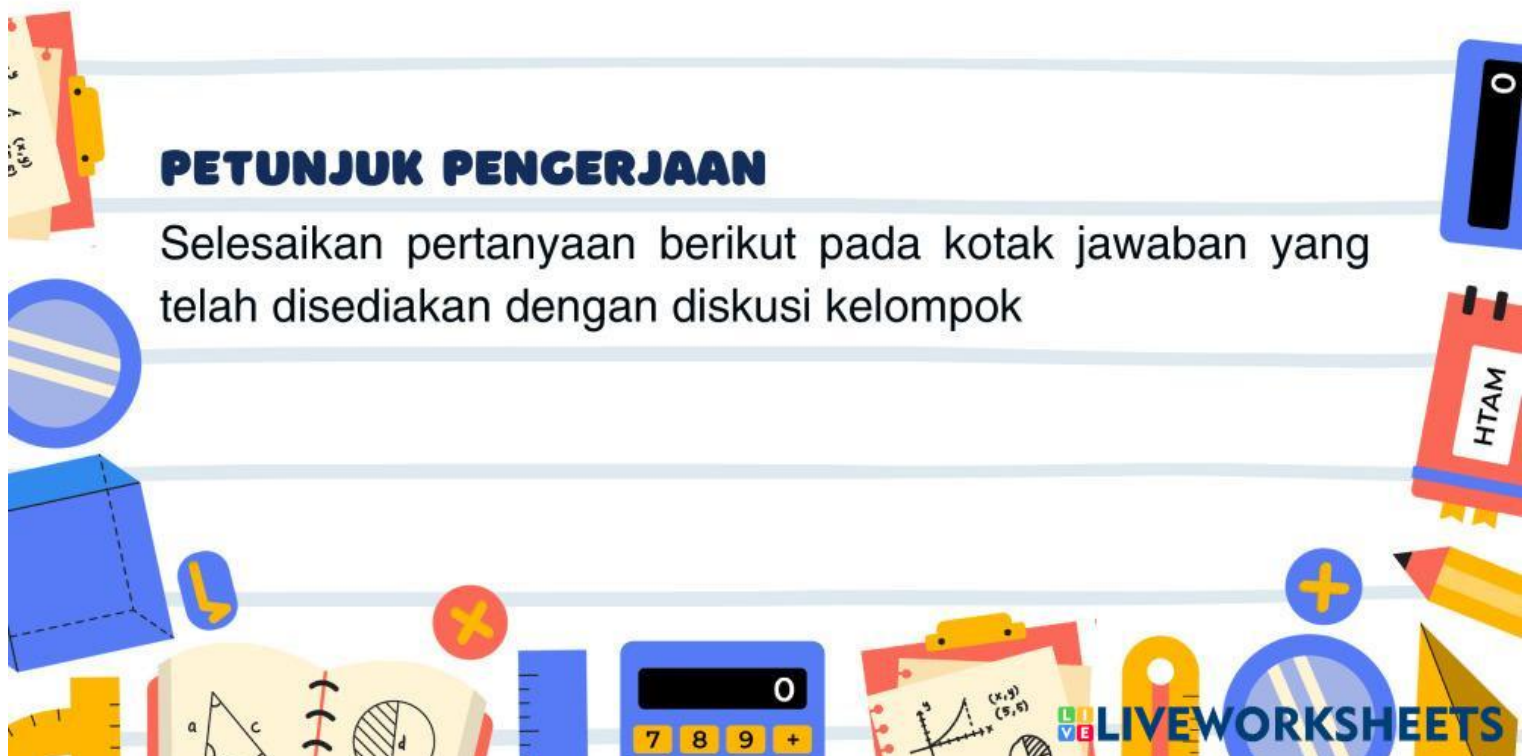 PETUNJUK PENGERJAAN
Selesaikan pertanyaan berikut pada kotak jawaban yang
telah disediakan dengan diskusi kelompok
0
HTAM
(x,y)
(5,5)
y
x
a
c
d
0
7 8 9 +
LIVE LIVEWORKSHEETS